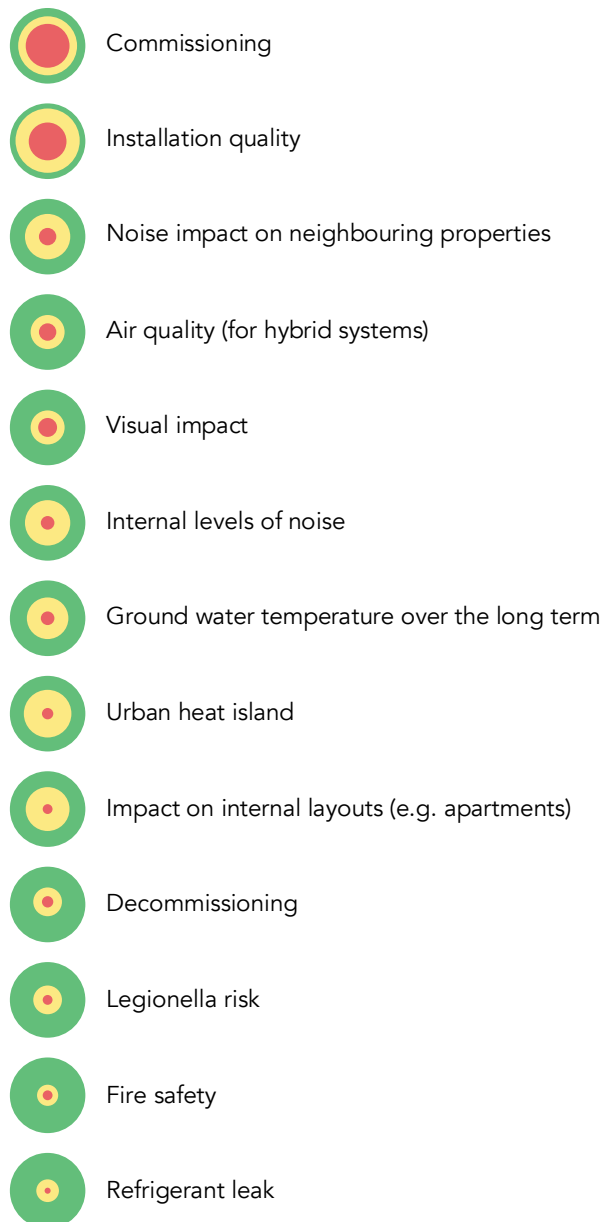 Commissioning
Installation quality
Noise impact on neighbouring properties
Air quality (for hybrid systems)
Visual impact
Internal levels of noise
Ground water temperature over the long term
Urban heat island
Impact on internal layouts (e.g. apartments)
Decommissioning
Legionella risk
Fire safety
Refrigerant leak